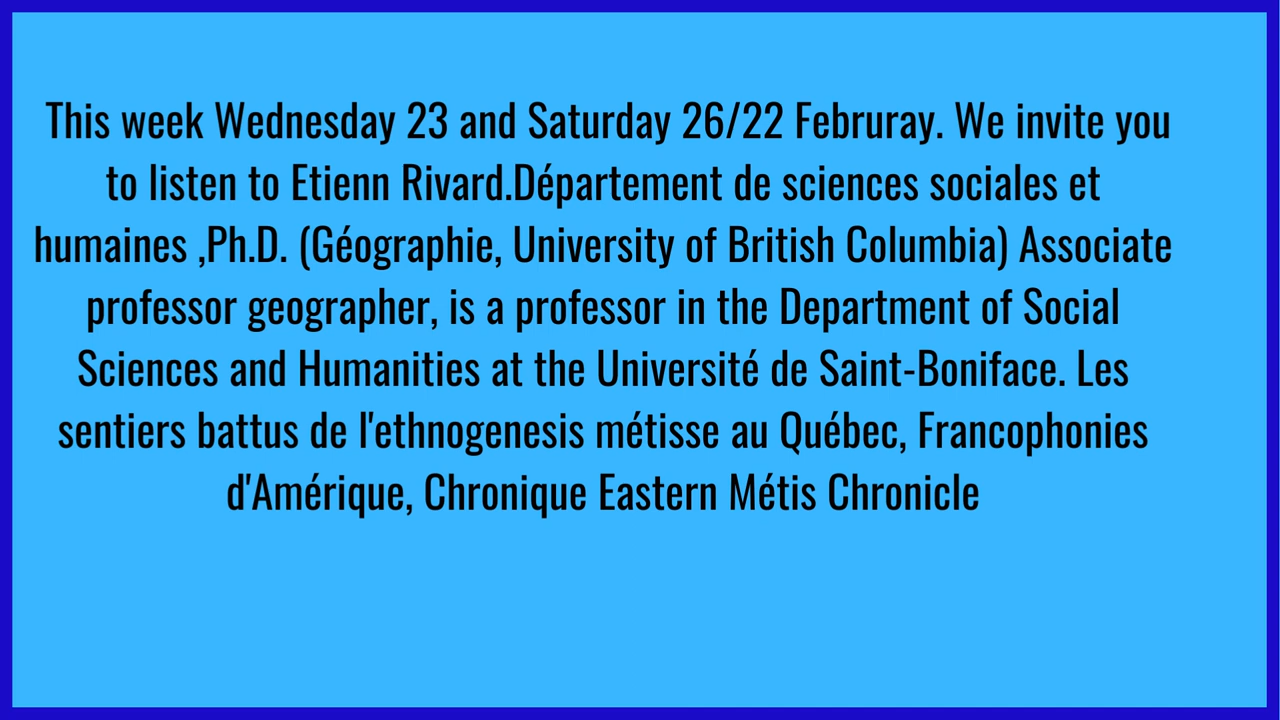 This week Wednesday 23 and Saturday 26/22 Februray. We invite you
to listen to Etienn Rivard.Département de sciences sociales et
humaines ,Ph.D. (Géographie, University of British Columbia) Associate
professor geographer, is a professor in the Department of Social
Sciences and Humanities at the Université de Saint-Boniface. Les
sentiers battus de l'ethnogenesis métisse au Québec, Francophonies
d'Amérique, Chronique Eastern Métis Chronicle